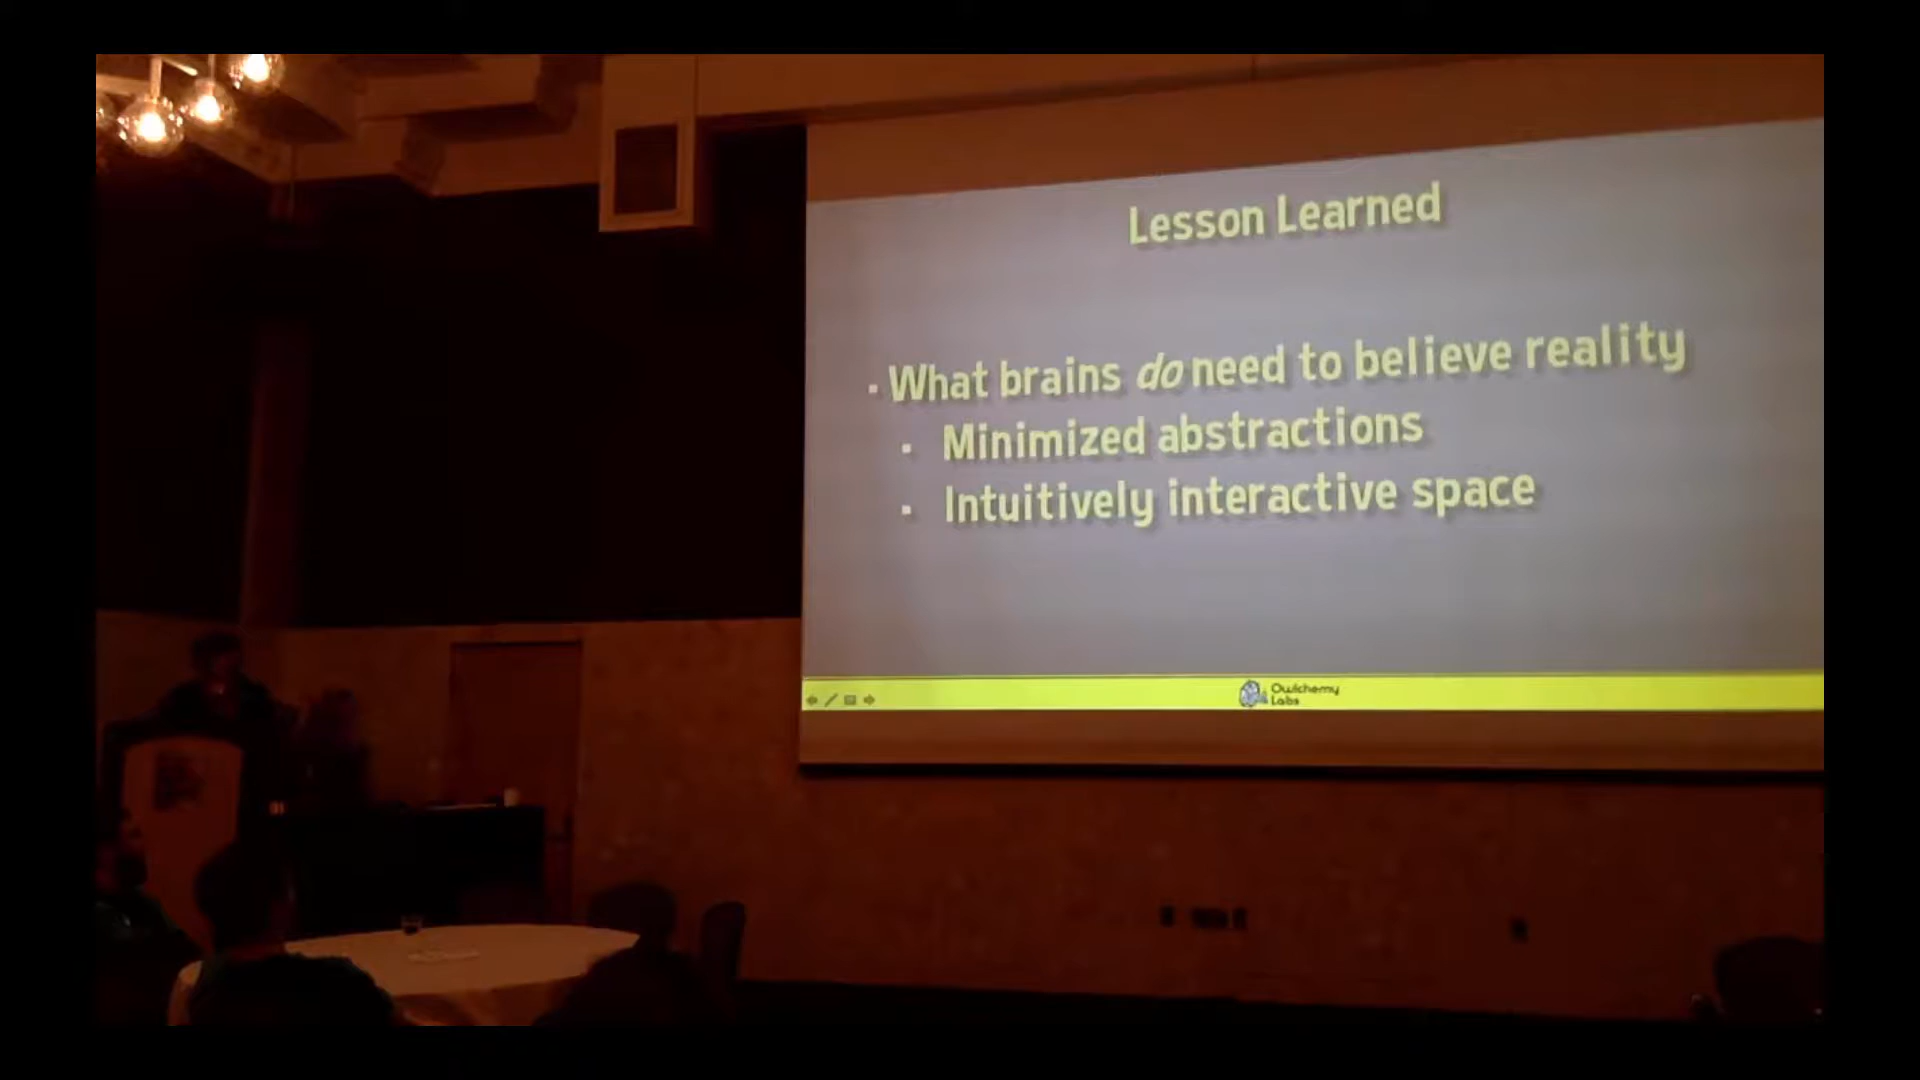 Lesson Learned
· What brains do need to believe reality
· Minimized abstractions
· Intuitively interactive space
Owlchemy
Labs